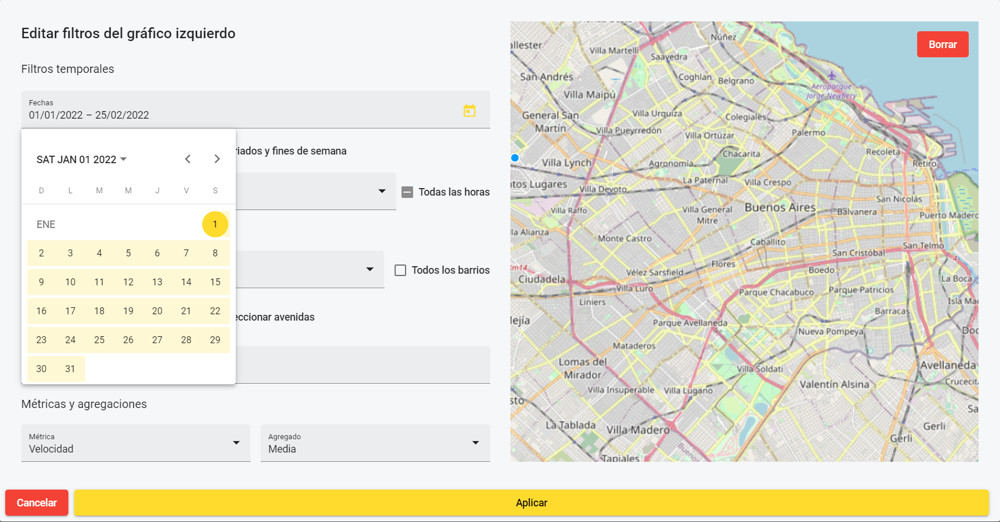 Editar filtros del gráfico izquierdo
Filtros temporales
Fechas
01/01/2022 – 25/02/2022
riados y fines de semana
SAT JAN 01 2022
D L M M J V S
ENE 1
2 3 4 5 6 7 8
9 10 11 12 13 14 15
16 17 18 19 20 21 22
23 24 25 26 27 28 29
30 31
Todas las horas
Todos los barrios
eccionar avenidas
Métricas y agregaciones
Métrica
Velocidad
Agregado
Media
Cancelar
Aplicar
Borrar
Núñez
allester
Villa Martelli
Saavedra
San Andrés
Coghlan
Belgrano
Aeroparque
Jorge Newbery
Villa Maipú
General San
Martín
Villa Urquiza
Colegiales
Villa Pueyrredón
Villa Ortúzar
Palermo
Chacarita
Recoleta
Villa Lynch
Agronomía
Retiro
ntos Lugares
Villa Devoto
La Paternal
Villa Crespo
San Nicolás
Villa Raffo
Villa General
Mitre
Buenos Aires
Balvanera
Puerto Madero
lla Alianza
Monte Castro
Caballito
San Telmo
San Cristóbal
4
Km14
Ciudadela
Vélez Sarsfield
Flores
Boedo
La Boca
Villa Luro
Parque Chacabuco
Parque Patricios
Liniers
Isla Mac
Barracas
ejía
Parque Avellaneda
Nueva Pompeya
Doc
Mataderos
Lomas del
Mirador
Villa Soldati
Avellaneda
Valentín Alsina
Crucecit
Villa Insuperable
Villa Lugano
sto
Sa
La Tablada
Villa Madero
Gerli
Gerli
Buenos
Tapiales